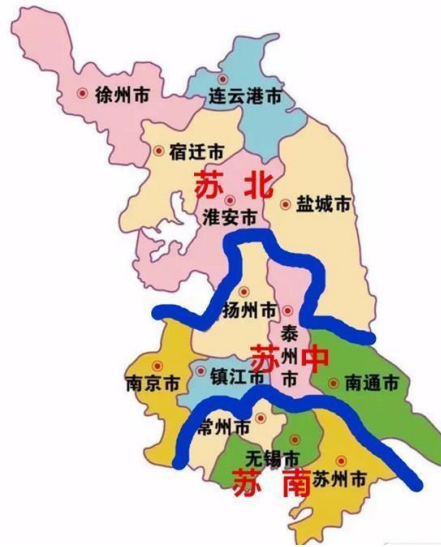 徐州市
连云港市
宿迁市
苏北
淮安市
盐城市
扬州市
泰州市
苏中
南京市
镇江市
南通市
常州市
无锡市
苏州市
苏南